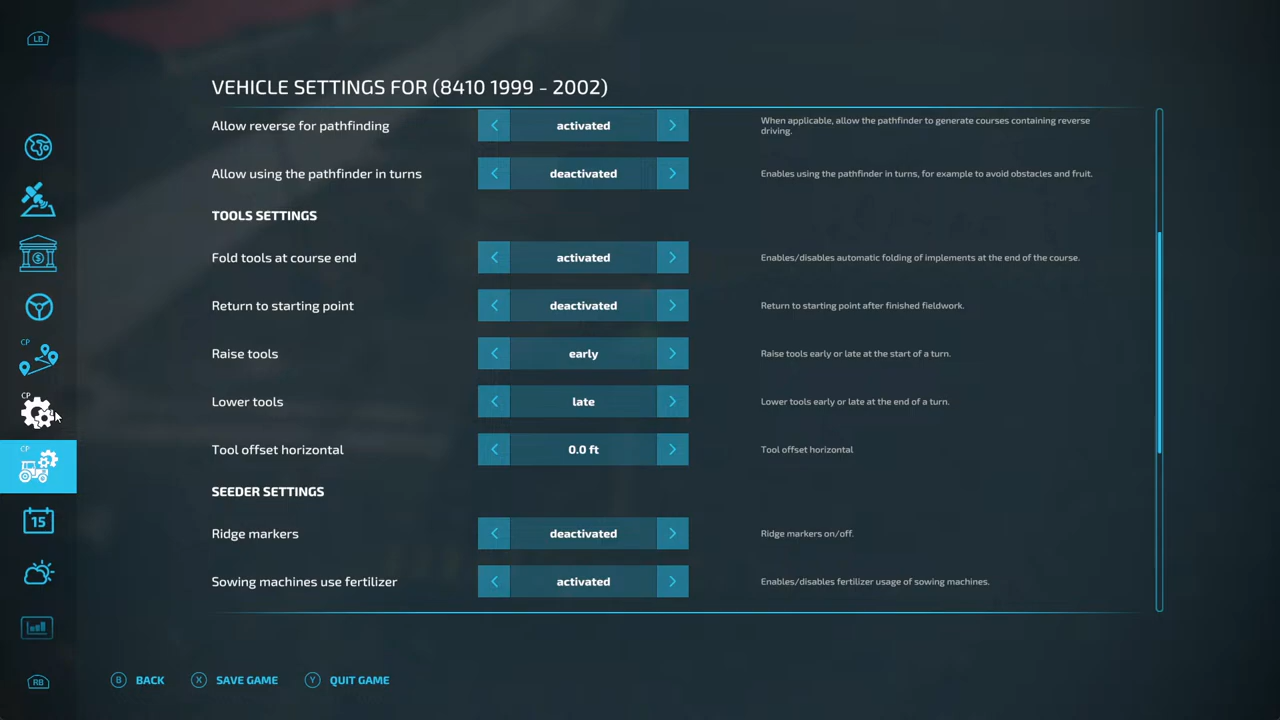 LB
VEHICLE SETTINGS FOR (8410 1999 - 2002)
Allow reverse for pathfinding
activated
When applicable, allow the pathfinder to generate courses containing reverse
driving.
Allow using the pathfinder in turns
deactivated
Enables using the pathfinder in turns, for example to avoid obstacles and fruit.
TOOLS SETTINGS
Fold tools at course end
activated
Enables/disables automatic folding of implements at the end of the course.
Return to starting point
deactivated
Return to starting point after finished fieldwork.
CP
Raise tools
early
Raise tools early or late at the start of a turn.
CP
Lower tools
late
Lower tools early or late at the end of a turn.
CP
Tool offset horizontal
0.0 ft
Tool offset horizontal
SEEDER SETTINGS
15
Ridge markers
deactivated
Ridge markers on/off.
Sowing machines use fertilizer
activated
Enables/disables fertilizer usage of sowing machines.
RB
B BACK
X SAVE GAME
Y QUIT GAME